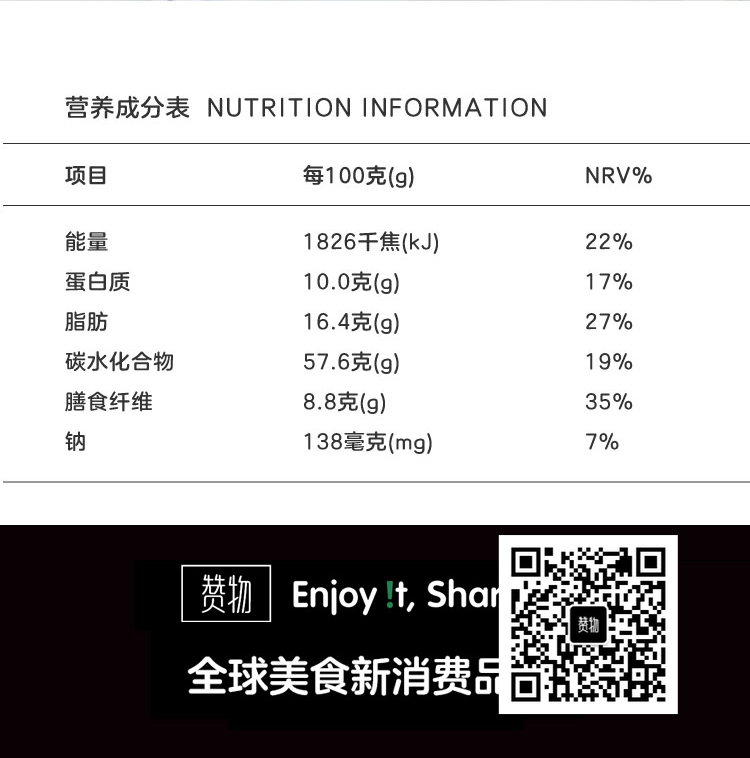 营养成分表 NUTRITION INFORMATION
项目 每100克(g) NRV%
能量 1826千焦(kJ) 22%
蛋白质 10.0克(g) 17%
脂肪 16.4克(g) 27%
碳水化合物 57.6克(g) 19%
膳食纤维 8.8克(g) 35%
钠 138毫克(mg) 7%
赞物 Enjoy !t, Shar
赞物
全球美食新消费品